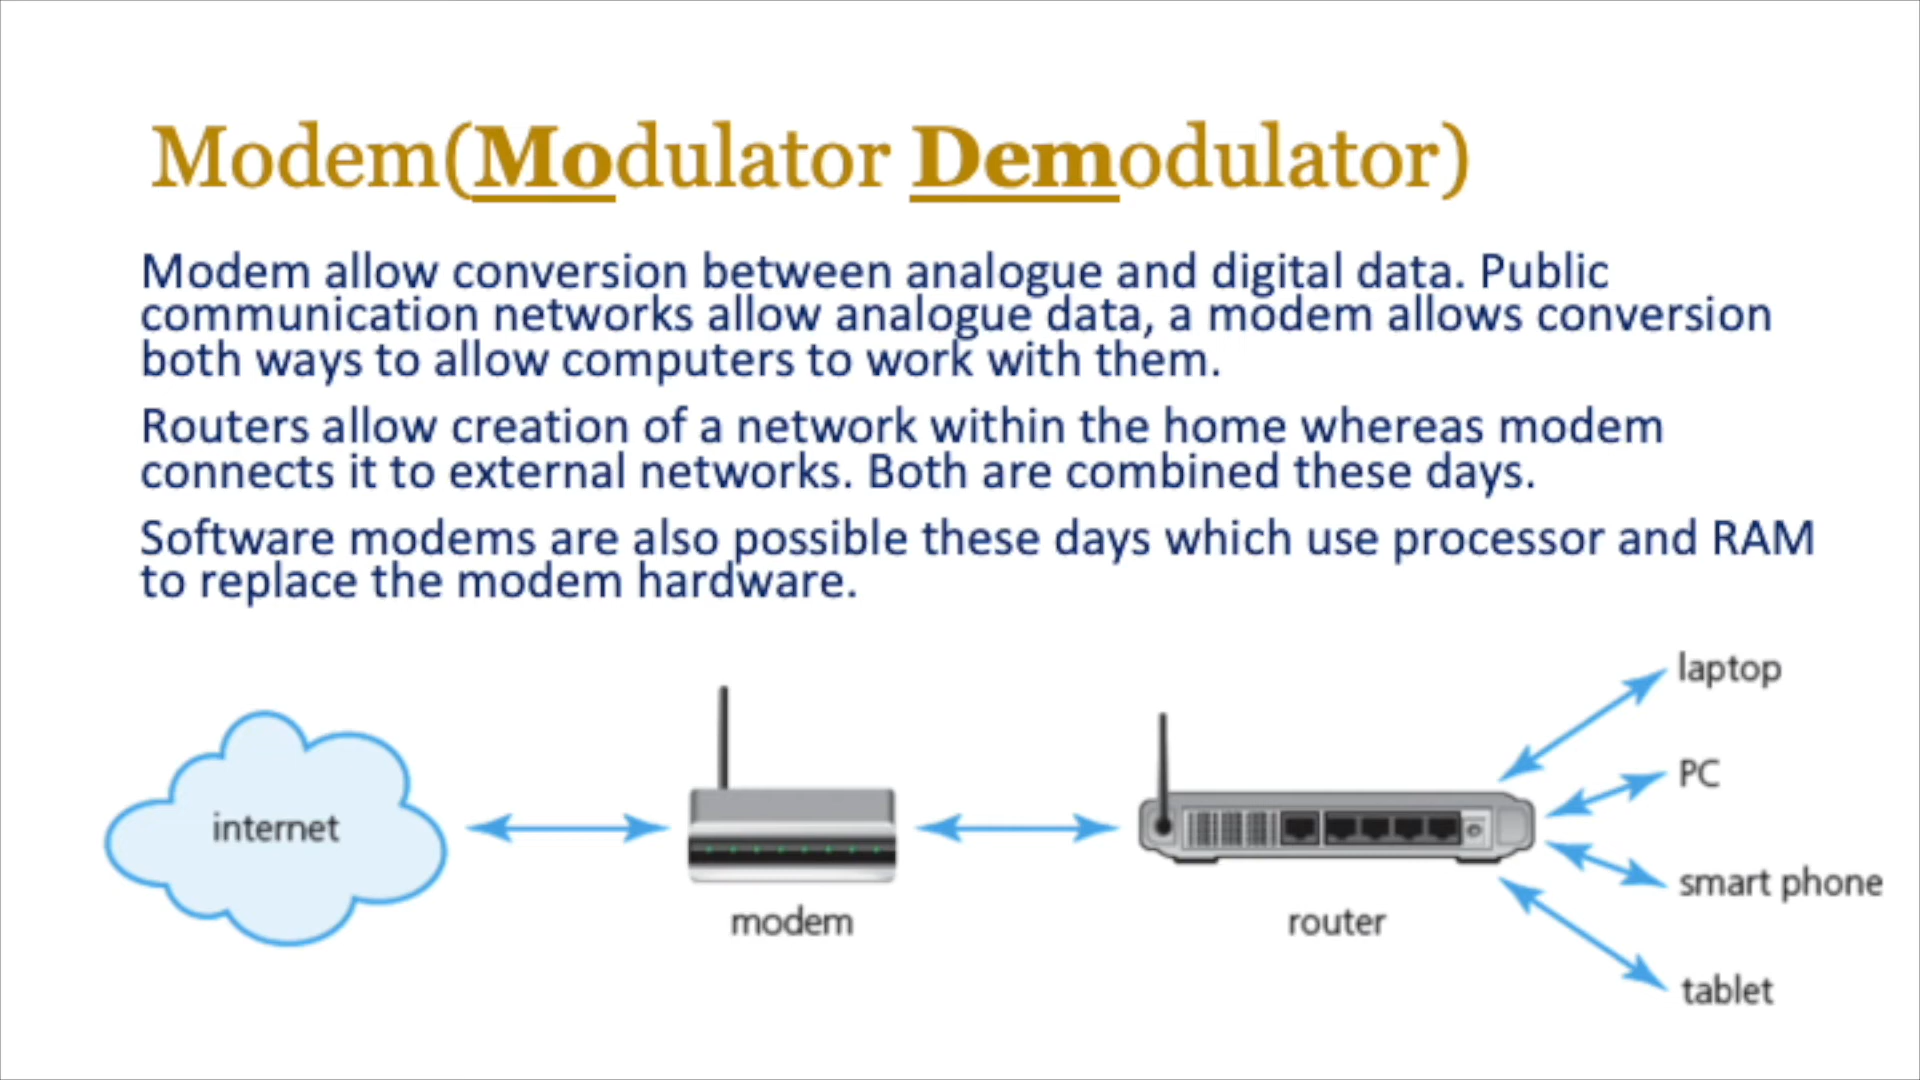 Modem(Modulator Demodulator)
Modem allow conversion between analogue and digital data. Public
communication networks allow analogue data, a modem allows conversion
both ways to allow computers to work with them.
Routers allow creation of a network within the home whereas modem
connects it to external networks. Both are combined these days.
Software modems are also possible these days which use processor and RAM
to replace the modem hardware.
internet
modem
router
laptop
PC
smart phone
tablet